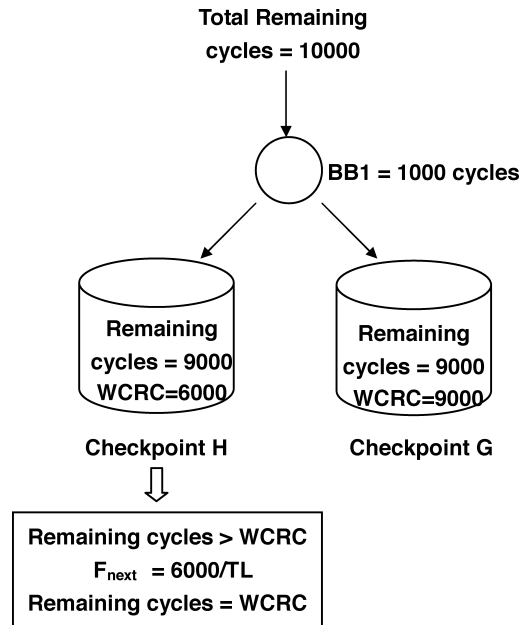 Total Remaining
cycles = 10000
BB1 = 1000 cycles
Remaining
cycles = 9000
WCRC=6000
Remaining
cycles = 9000
WCRC=9000
Checkpoint H
Checkpoint G
Remaining cycles > WCRC
Fnext = 6000/TL
Remaining cycles = WCRC